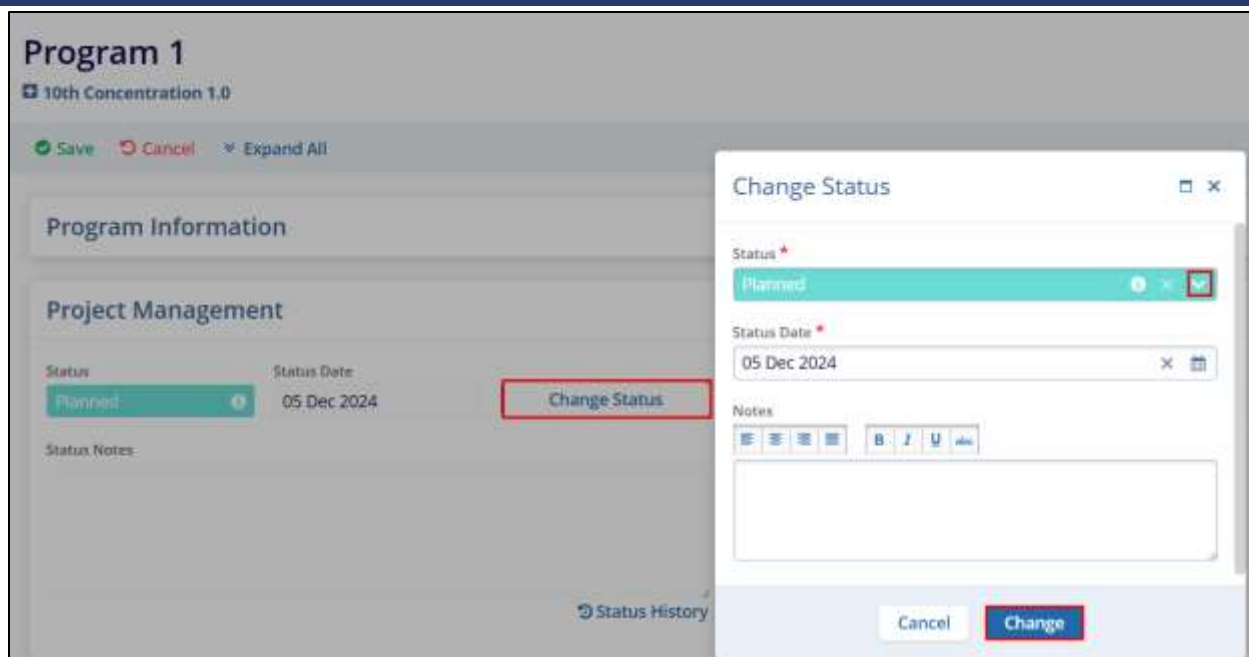 Program 1
10th Concentration 1.0
Save Cancel Expand All
Program Information
Project Management
Status Status Date
Planned 05 Dec 2024 Change Status
Status Notes
Status History
Change Status
Status *
Planned
Status Date *
05 Dec 2024
Notes
B I U abc
Cancel Change